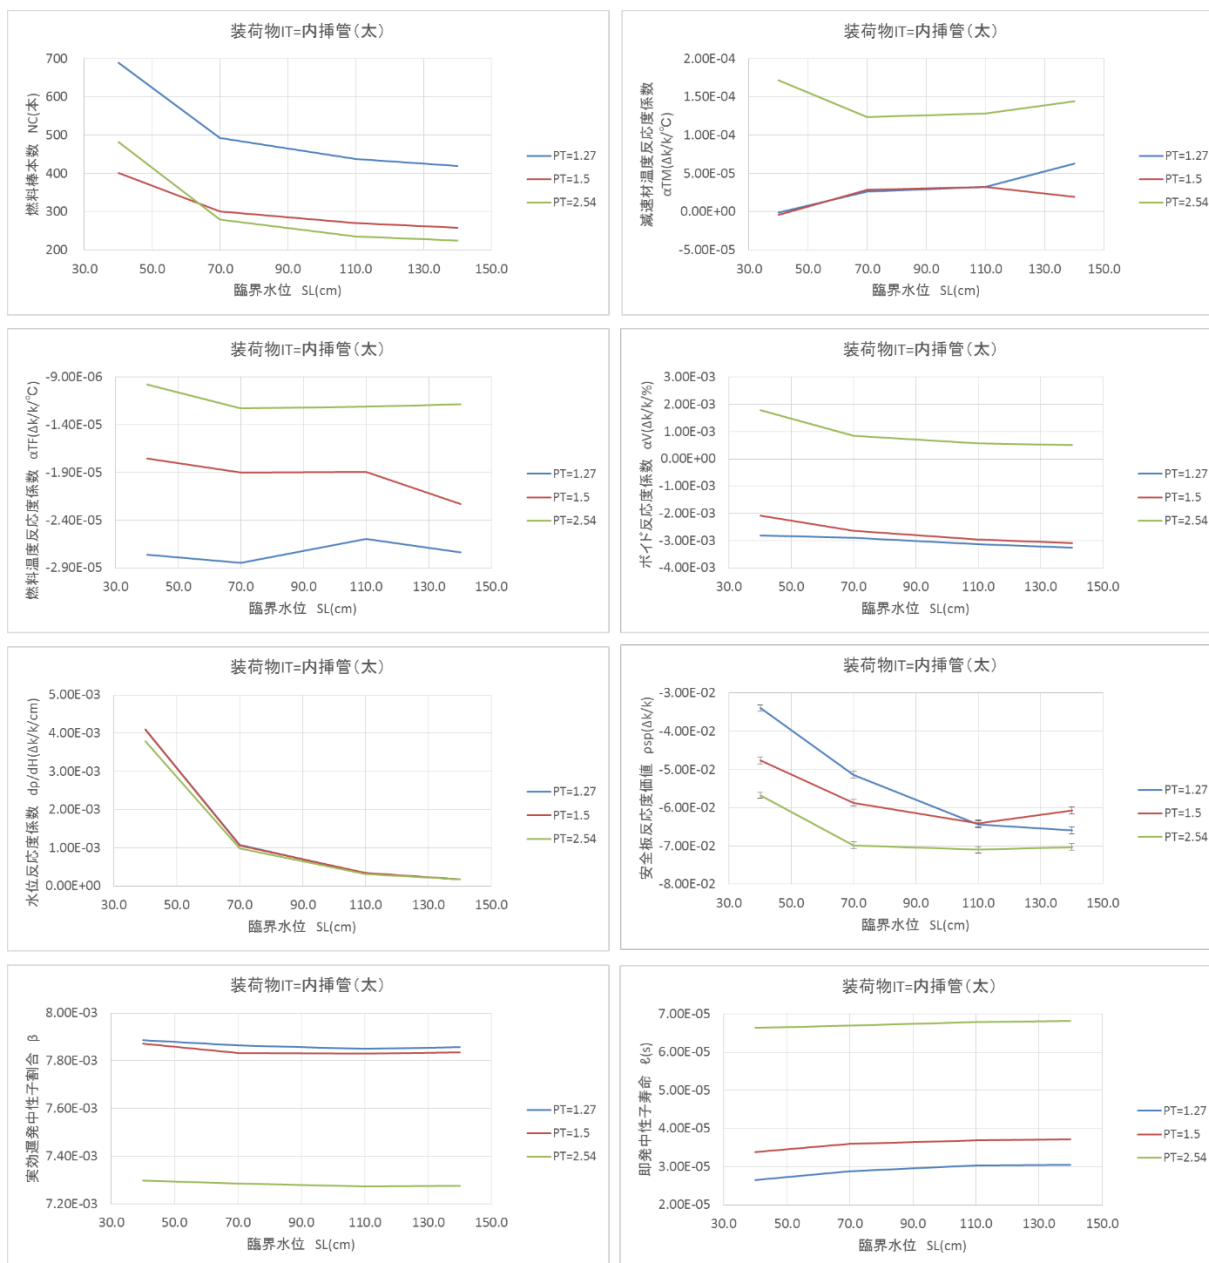 装荷物IT=内挿管(太)
燃料棒本数 NC(本)
700
600
500
400
300
200
30.0 50.0 70.0 90.0 110.0 130.0 150.0
臨界水位 SL(cm)
PT=1.27
PT=1.5
PT=2.54
装荷物IT=内挿管(太)
減速材温度反応度係数
αTM(Δk/k/℃)
2.00E-04
1.50E-04
1.00E-04
5.00E-05
0.00E+00
-5.00E-05
30.0 50.0 70.0 90.0 110.0 130.0 150.0
臨界水位 SL(cm)
PT=1.27
PT=1.5
PT=2.54
装荷物IT=内挿管(太)
燃料温度反応度係数 αTF(Δk/k/℃)
-9.00E-06
-1.40E-05
-1.90E-05
-2.40E-05
-2.90E-05
30.0 50.0 70.0 90.0 110.0 130.0 150.0
臨界水位 SL(cm)
PT=1.27
PT=1.5
PT=2.54
装荷物IT=内挿管(太)
ボイド反応度係数 αV(Δk/k/%)
3.00E-03
2.00E-03
1.00E-03
0.00E+00
-1.00E-03
-2.00E-03
-3.00E-03
-4.00E-03
30.0 50.0 70.0 90.0 110.0 130.0 150.0
臨界水位 SL(cm)
PT=1.27
PT=1.5
PT=2.54
装荷物IT=内挿管(太)
水位反応度係数 dρ/dH(Δk/k/cm)
5.00E-03
4.00E-03
3.00E-03
2.00E-03
1.00E-03
0.00E+00
30.0 50.0 70.0 90.0 110.0 130.0 150.0
臨界水位 SL(cm)
PT=1.27
PT=1.5
PT=2.54
装荷物IT=内挿管(太)
安全板反応度価値 ρsp(Δk/k)
-3.00E-02
-4.00E-02
-5.00E-02
-6.00E-02
-7.00E-02
-8.00E-02
30.0 50.0 70.0 90.0 110.0 130.0 150.0
臨界水位 SL(cm)
PT=1.27
PT=1.5
PT=2.54
装荷物IT=内挿管(太)
実効遅発中性子割合 β
8.00E-03
7.80E-03
7.60E-03
7.40E-03
7.20E-03
30.0 50.0 70.0 90.0 110.0 130.0 150.0
臨界水位 SL(cm)
PT=1.27
PT=1.5
PT=2.54
装荷物IT=内挿管(太)
即発中性子寿命 ℓ(s)
7.00E-05
6.00E-05
5.00E-05
4.00E-05
3.00E-05
2.00E-05
30.0 50.0 70.0 90.0 110.0 130.0 150.0
臨界水位 SL(cm)
PT=1.27
PT=1.5
PT=2.54